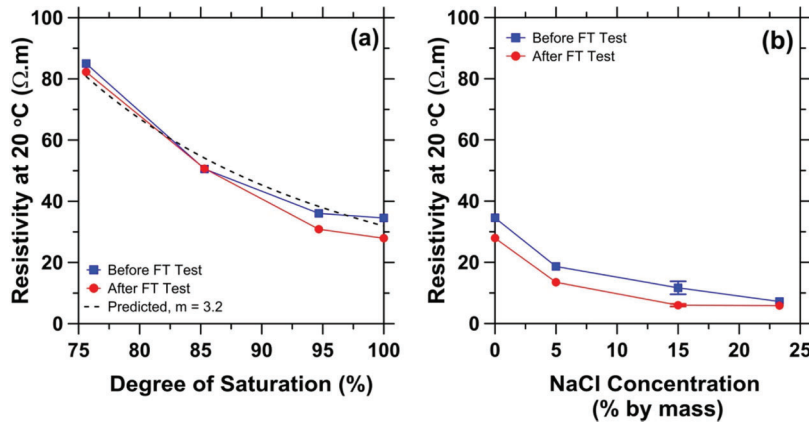 (a)
Resistivity at 20 °C (Ω.m)
100
80
60
40
20
0
Before FT Test
After FT Test
Predicted, m = 3.2
75
80
85
90
95
100
Degree of Saturation (%)
(b)
Resistivity at 20 °C (Ω.m)
100
80
60
40
20
0
Before FT Test
After FT Test
0
5
10
15
20
25
NaCl Concentration
(% by mass)